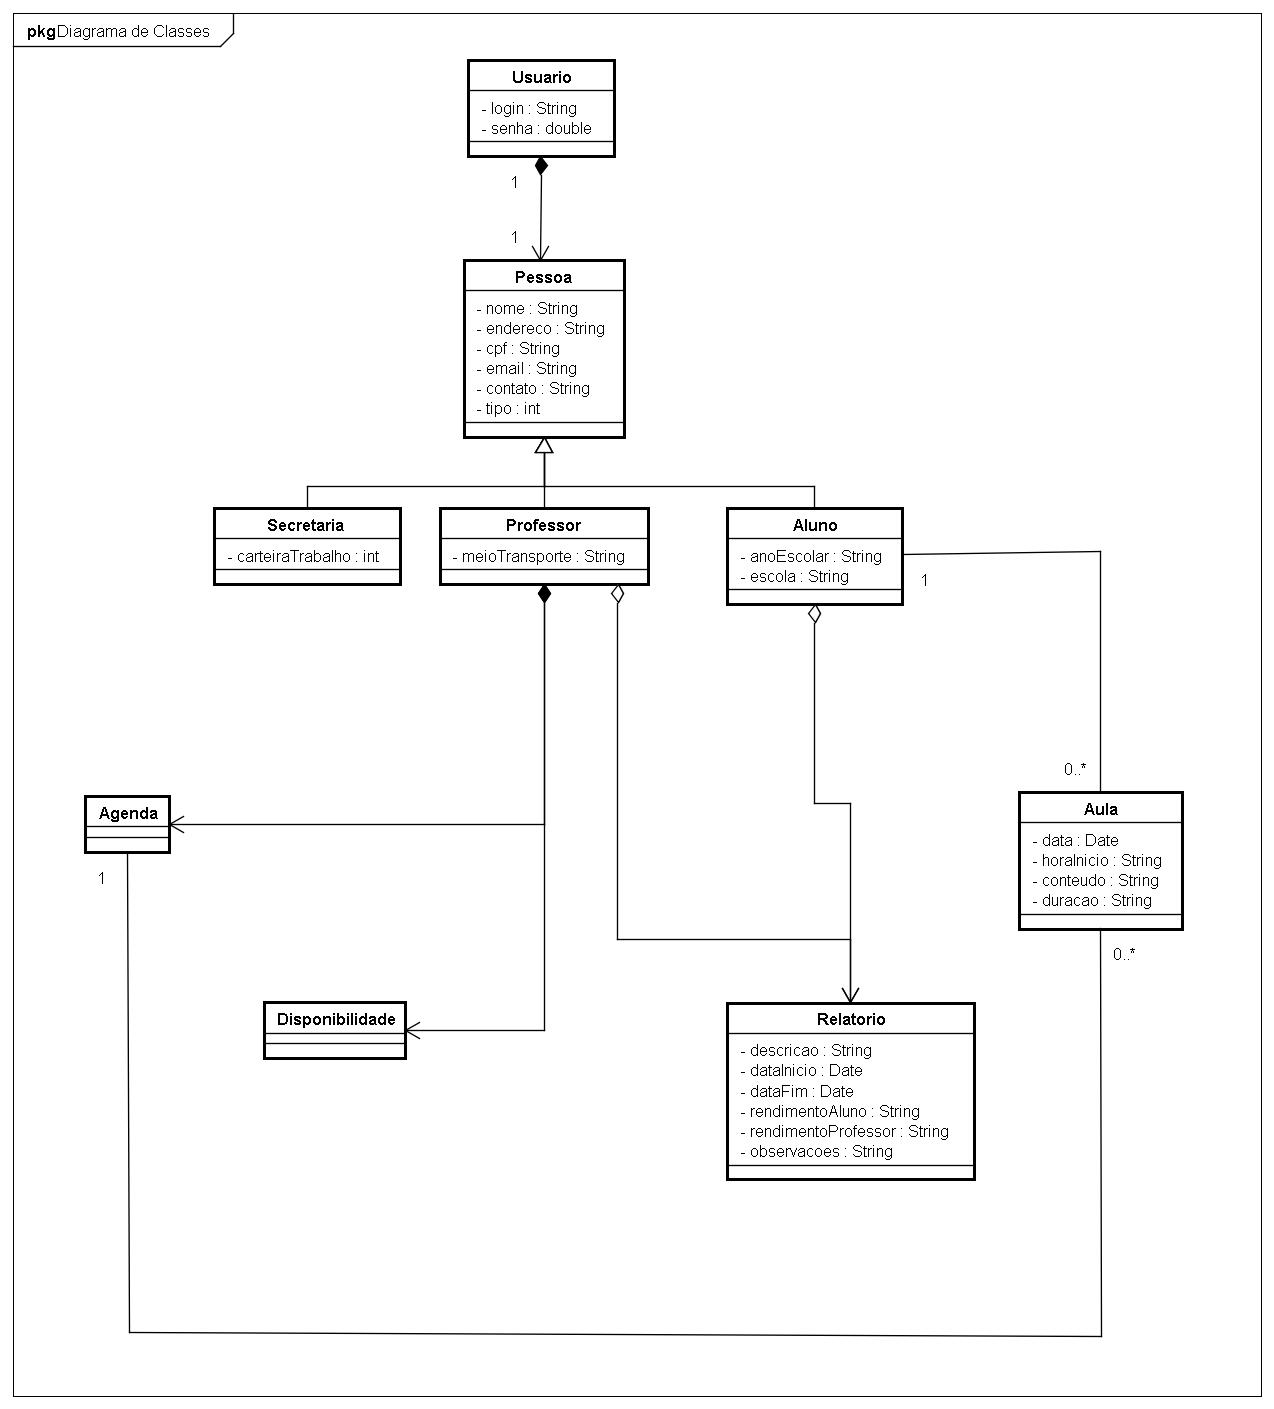 pkg Diagrama de Classes
Usuario
- login : String
- senha : double
1
1
Pessoa
- nome : String
- endereco : String
- cpf : String
- email : String
- contato : String
- tipo : int
Secretaria
- carteiraTrabalho : int
Professor
- meioTransporte : String
Aluno
- anoEscolar : String
- escola : String
1
0..*
Agenda
1
Aula
- data : Date
- horaInicio : String
- conteudo : String
- duracao : String
0..*
Disponibilidade
Relatorio
- descricao : String
- dataInicio : Date
- dataFim : Date
- rendimentoAluno : String
- rendimentoProfessor : String
- observacoes : String